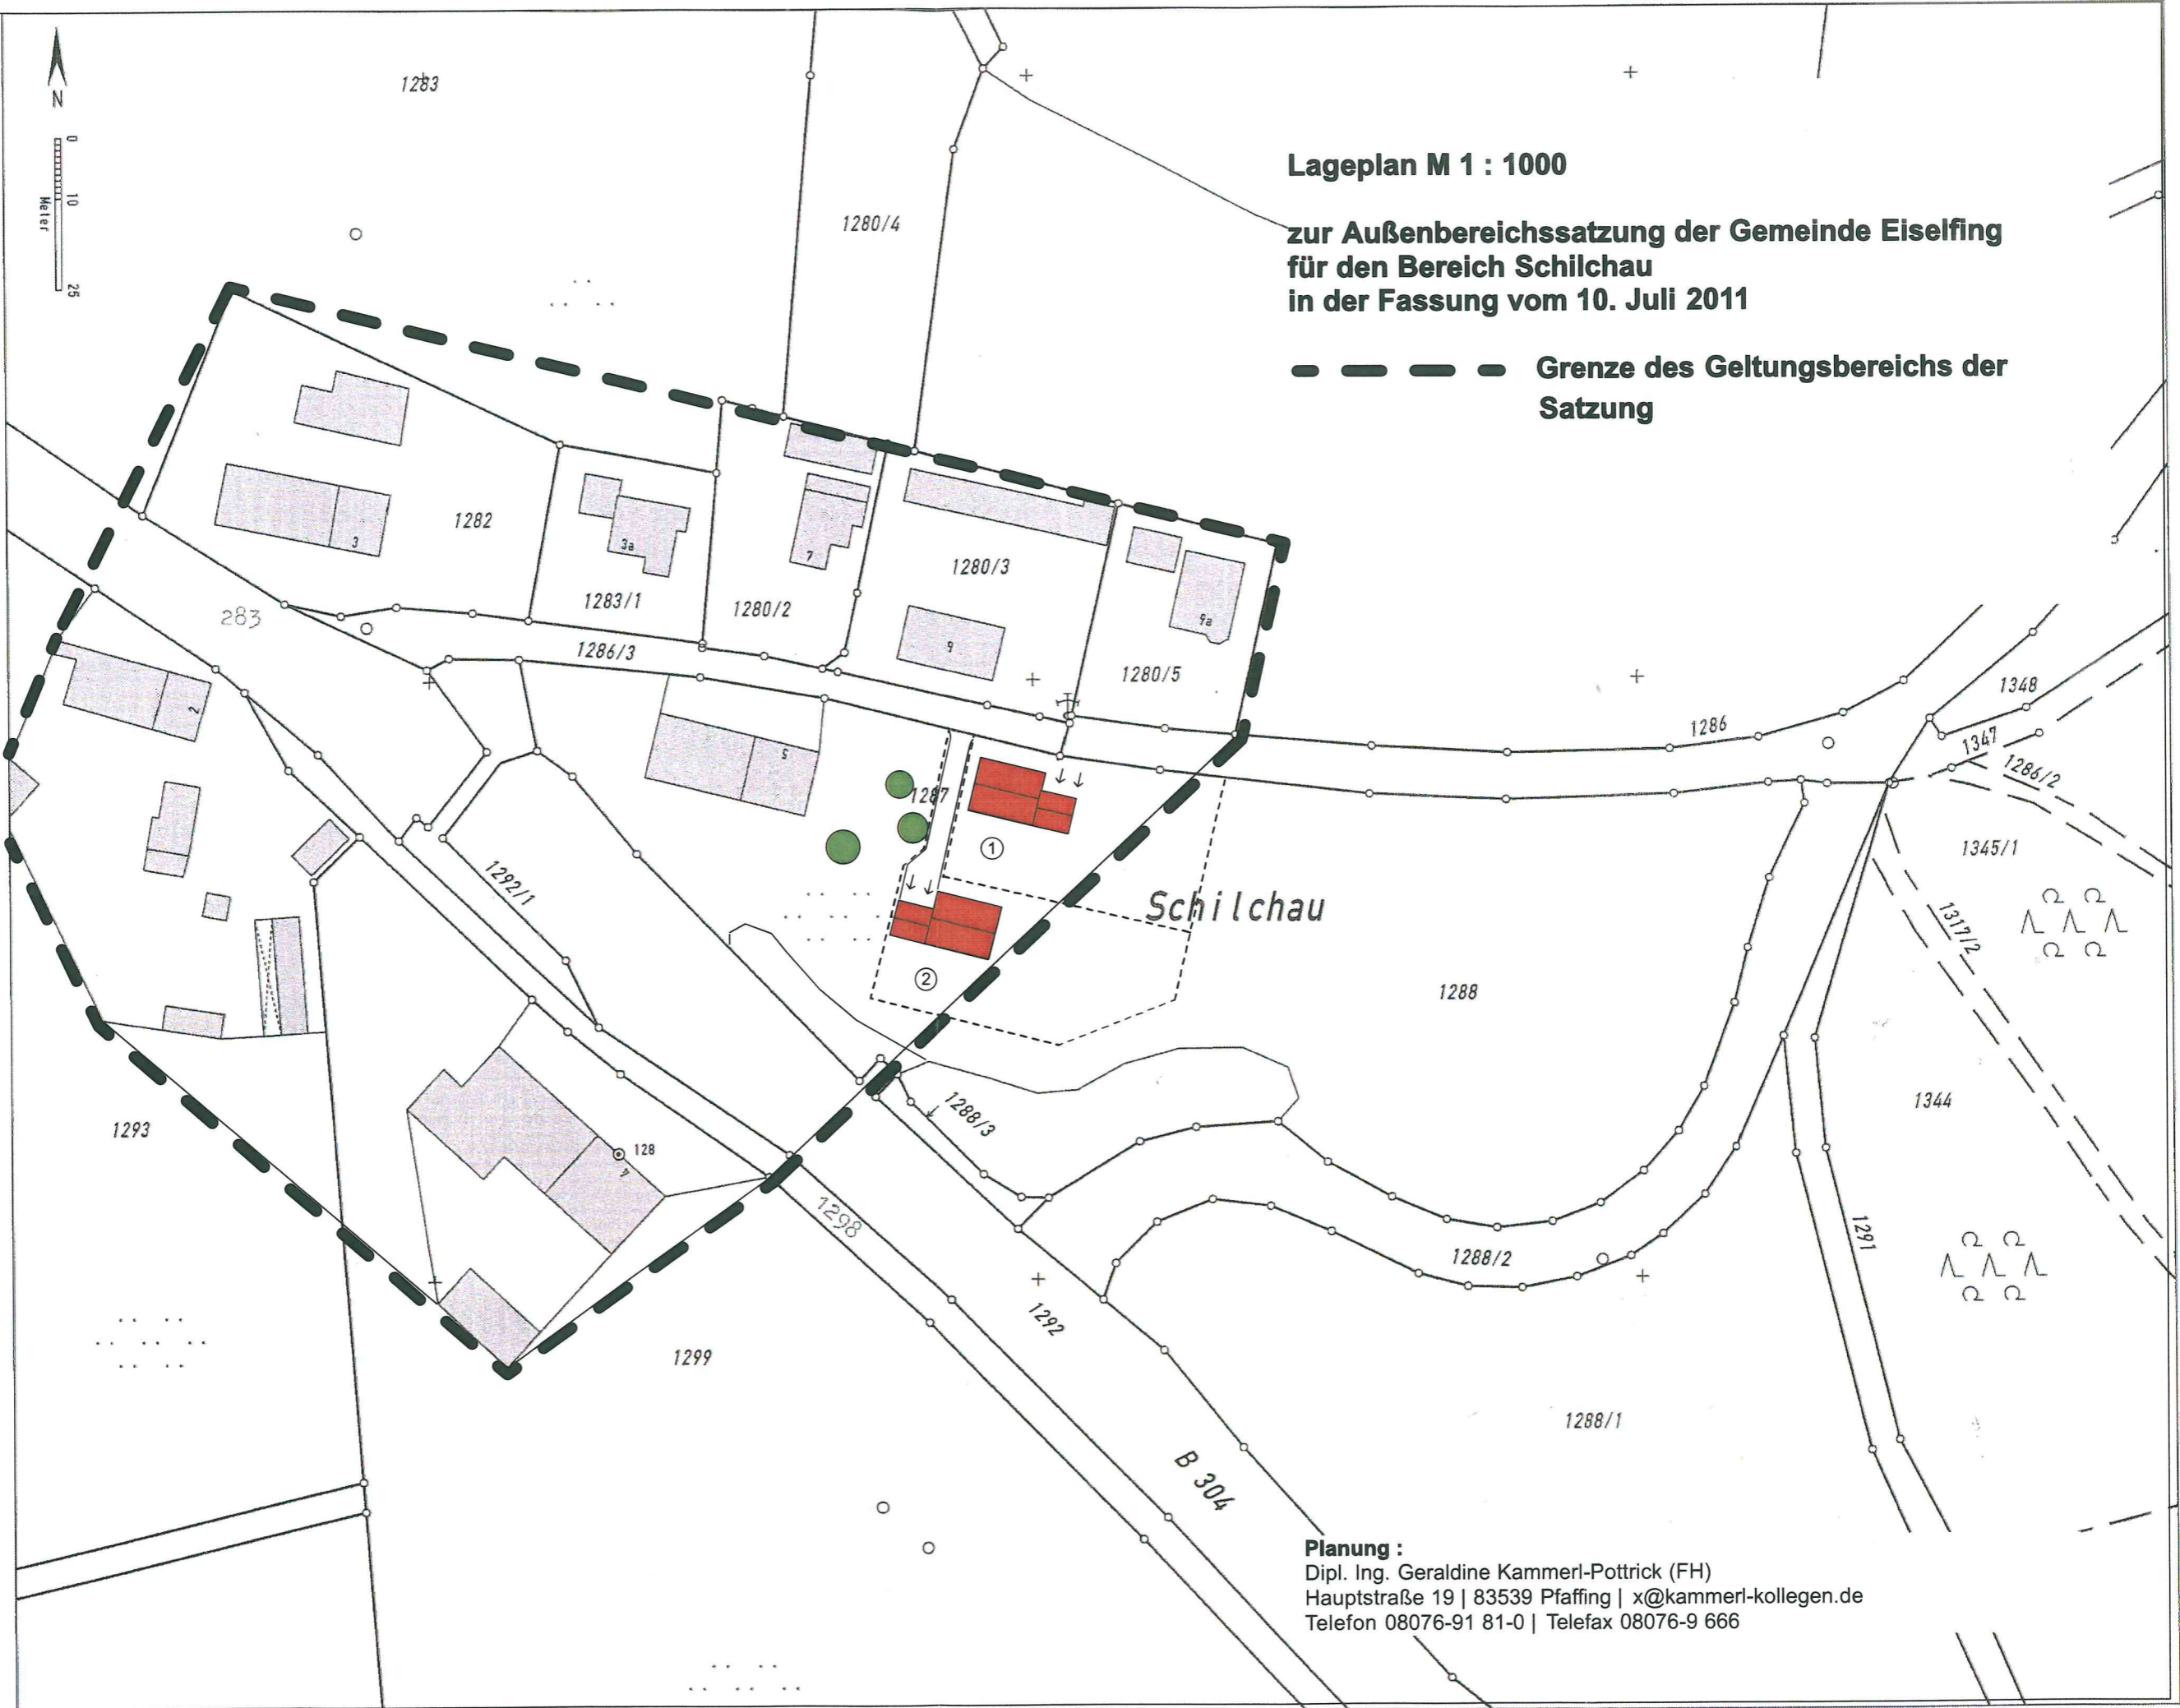 N
0
10
25
Meter
1283
1280/4
Lageplan M 1 : 1000
zur Außenbereichssatzung der Gemeinde Eiselfing
für den Bereich Schilchau
in der Fassung vom 10. Juli 2011
Grenze des Geltungsbereichs der
Satzung
1282
3
3a
7
1280/3
1283/1
1280/2
9
9a
283
1286/3
1280/5
1348
1286
1347
1286/2
2
5
1287
1
1345/1
1292/1
Schilchau
1317/2
2
1288
1293
128
4
1288/3
1344
1298
1288/2
1291
1292
1299
1288/1
B 304
Planung :
Dipl. Ing. Geraldine Kammerl-Pottrick (FH)
Hauptstraße 19 | 83539 Pfaffing | x@kammerl-kollegen.de
Telefon 08076-91 81-0 | Telefax 08076-9 666